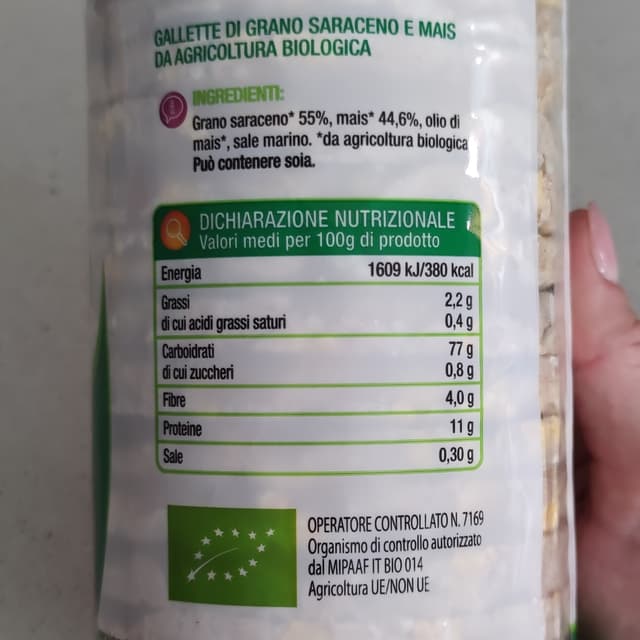 GALLETTE DI GRANO SARACENO E MAIS
DA AGRICOLTURA BIOLOGICA
INGREDIENTI:
Grano saraceno* 55%, mais* 44,6%, olio di
mais*, sale marino. *da agricoltura biologica
Può contenere soia.
DICHIARAZIONE NUTRIZIONALE
Valori medi per 100g di prodotto
Energia 1609 kJ/380 kcal
Grassi 2,2 g
di cui acidi grassi saturi 0,4 g
Carboidrati 77 g
di cui zuccheri 0,8 g
Fibre 4,0 g
Proteine 11 g
Sale 0,30 g
OPERATORE CONTROLLATO N. 7169
Organismo di controllo autorizzato
dal MIPAAF IT BIO 014
Agricoltura UE/NON UE